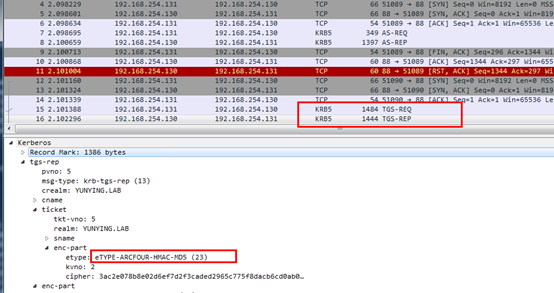 4 2.098229 192.168.254.131 192.168.254.130 TCP 66 51089 → 88 [SYN] Seq=0 Win=8192
5 2.098601 192.168.254.130 192.168.254.131 TCP 66 88 → 51089 [SYN, ACK] Seq=0 Ack=1 Win=819
6 2.098634 192.168.254.131 192.168.254.130 TCP 54 51089 → 88 [ACK] Seq=1 Ack=1 Win=65536 Le
7 2.098695 192.168.254.131 192.168.254.130 KRB5 349 AS-REQ
8 2.100659 192.168.254.130 192.168.254.131 KRB5 1397 AS-REP
9 2.100713 192.168.254.131 192.168.254.130 TCP 54 51089 → 88 [FIN, ACK] Seq=296 Ack=1344 Wi
10 2.100868 192.168.254.130 192.168.254.131 TCP 60 88 → 51089 [ACK] Seq=1344 Ack=297 Win=
11 2.101004 192.168.254.130 192.168.254.131 TCP 60 88 → 51089 [RST, ACK] Seq=1344 Ack=297
12 2.101160 192.168.254.131 192.168.254.130 TCP 66 51090 → 88 [SYN] Seq=0 Win=8192
13 2.101324 192.168.254.130 192.168.254.131 TCP 66 88 → 51090 [SYN, ACK] Seq=0 Ack=1 Win=819
14 2.101339 192.168.254.131 192.168.254.130 TCP 54 51090 → 88 [ACK] Seq=1 Ack=1 Win=65536 Le
15 2.101388 192.168.254.131 192.168.254.130 KRB5 1484 TGS-REQ
16 2.102296 192.168.254.130 192.168.254.131 KRB5 1444 TGS-REP
Kerberos
Record Mark: 1386 bytes
tgs-rep
pvno: 5
msg-type: krb-tgs-rep (13)
crealm: YUNYING.LAB
cname
ticket
tkt-vno: 5
realm: YUNYING.LAB
sname
enc-part
etype: eTYPE-ARCFOUR-HMAC-MD5 (23)
kvno: 2
cipher: 3ac2e078b8e02d6ef7d2f3caded2965c775f8dacb6cd0ab0…
enc-part